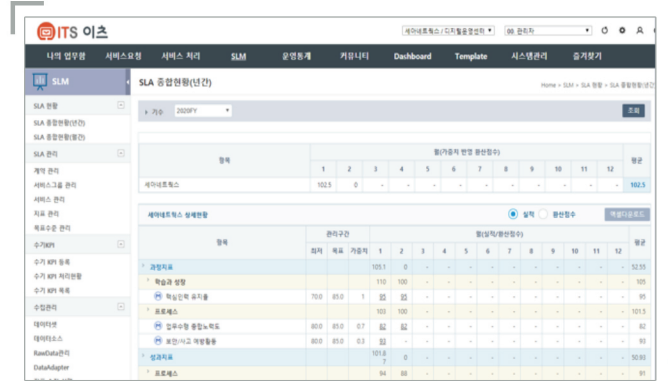 ITS 이츠
세아네트웍스 / 디지털운영센터 00. 관리자
나의 업무함 서비스요청 서비스 처리 SLM 운영통계 커뮤니티 Dashboard Template 시스템관리 즐겨찾기
SLM
SLA 종합현황(년간)
Home > SLM > SLA 현황 > SLA 종합현황(년간)
SLA 현황
SLA 종합현황(년간)
SLA 종합현황(월간)
SLA 관리
계약 관리
서비스그룹 관리
서비스 관리
지표 관리
목표수준 관리
수기KPI
수기 KPI 등록
수기 KPI 처리현황
수기 KPI 목록
수집관리
데이터셋
데이터소스
RawData관리
DataAdapter
기수 2020FY 조회
항목 월(가중치 반영 환산점수) 평균
1 2 3 4 5 6 7 8 9 10 11 12
세아네트웍스 102.5 0 - - - - - - - - - - 102.5
세아네트웍스 상세현황 실적 환산점수 엑셀다운로드
항목 관리구간 월(실적/환산점수) 평균
최저 목표 가중치 1 2 3 4 5 6 7 8 9 10 11 12
과정지표 105.1 0 - - - - - - - - - - 52.55
학습과 성장 110 100 - - - - - - - - - - 105
핵심인력 유지율 70.0 85.0 1 95 95 - - - - - - - - - - 95
프로세스 103 100 - - - - - - - - - - 101.5
업무수행 충합노력도 80.0 85.0 0.7 82 82 - - - - - - - - - - 82
보안/사고 예방활동 80.0 85.0 0.3 93 - - - - - - - - - - 93
성과지표 101.87 0 - - - - - - - - - - 50.93
프로세스 94 88 - - - - - - - - - - 91